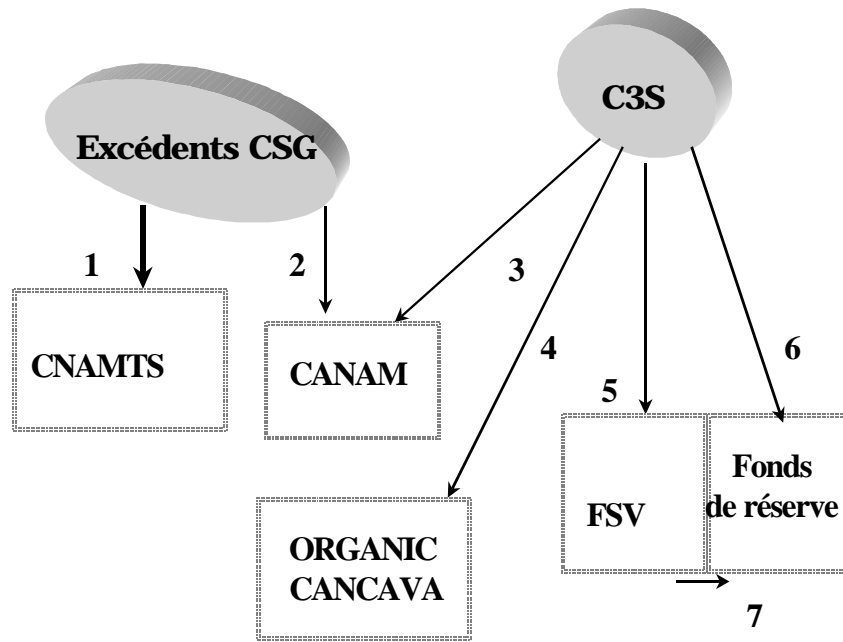 C3S
Excédents CSG
1
2
3
4
5
6
CNAMTS
CANAM
FSV
Fonds
de réserve
ORGANIC
CANCAVA
7